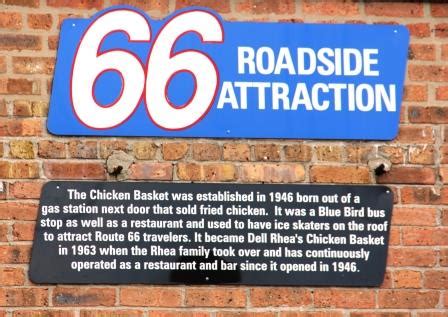 66 ROADSIDE
ATTRACTION
The Chicken Basket was established in 1946 born out of a
gas station next door that sold fried chicken. It was a Blue Bird bus
stop as well as a restaurant and used to have ice skaters on the roof
to attract Route 66 travelers. It became Dell Rhea's Chicken Basket
in 1963 when the Rhea family took over and has continuously
operated as a restaurant and bar since it opened in 1946.